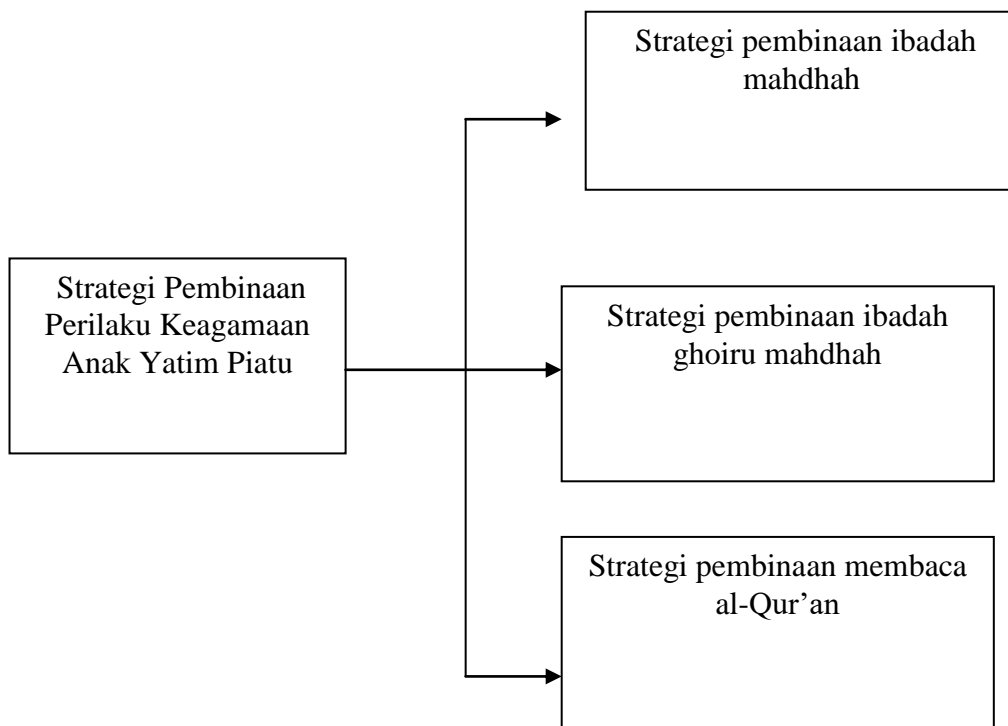 Strategi pembinaan ibadah
mahdhah
Strategi Pembinaan
Perilaku Keagamaan
Anak Yatim Piatu
Strategi pembinaan ibadah
ghoiru mahdhah
Strategi pembinaan membaca
al-Qur’an